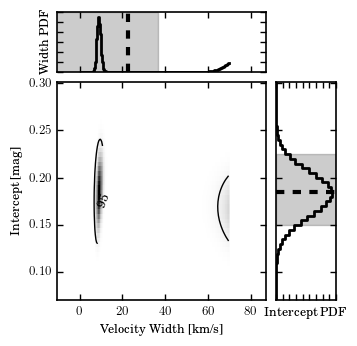 Width PDF
0.30
0.25
0.20
0.15
0.10
Intercept [mag]
95
0 20 40 60 80
Velocity Width [km/s]
Intercept PDF